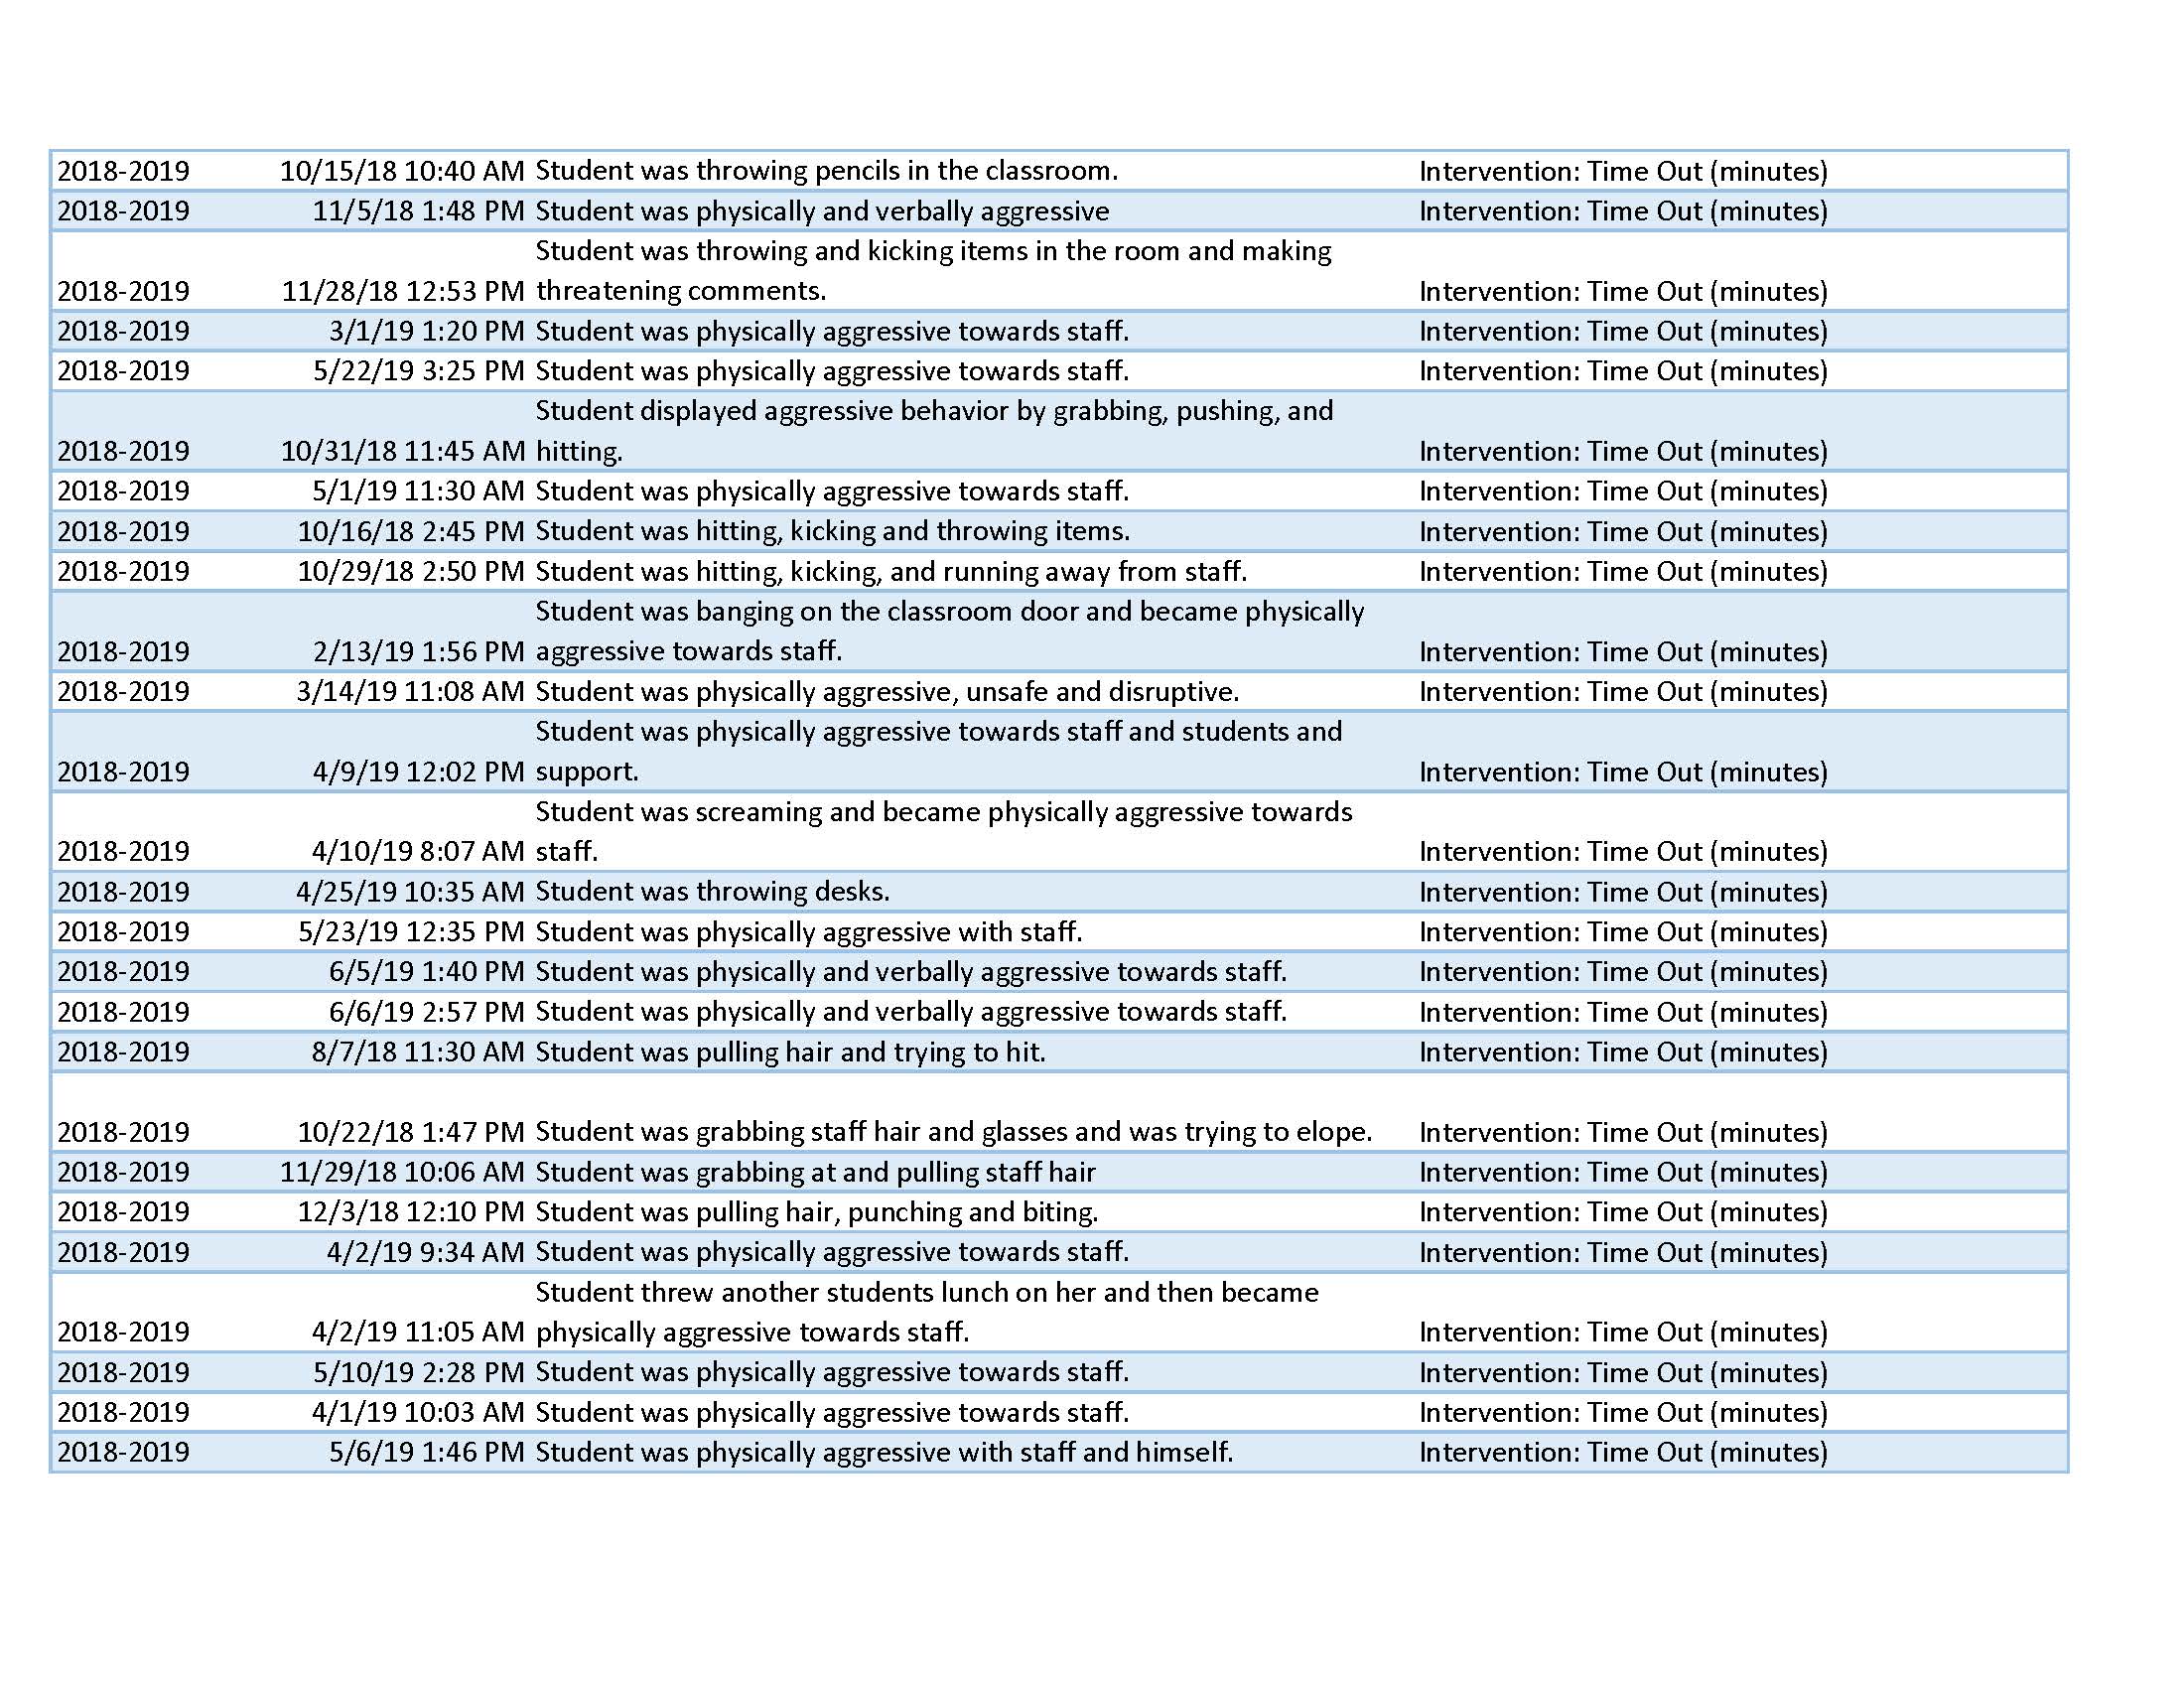 2018-2019 10/15/18 10:40 AM Student was throwing pencils in the classroom. Intervention: Time Out (minutes)
2018-2019 11/5/18 1:48 PM Student was physically and verbally aggressive Intervention: Time Out (minutes)
Student was throwing and kicking items in the room and making
2018-2019 11/28/18 12:53 PM threatening comments. Intervention: Time Out (minutes)
2018-2019 3/1/19 1:20 PM Student was physically aggressive towards staff. Intervention: Time Out (minutes)
2018-2019 5/22/19 3:25 PM Student was physically aggressive towards staff. Intervention: Time Out (minutes)
Student displayed aggressive behavior by grabbing, pushing, and
2018-2019 10/31/18 11:45 AM hitting. Intervention: Time Out (minutes)
2018-2019 5/1/19 11:30 AM Student was physically aggressive towards staff. Intervention: Time Out (minutes)
2018-2019 10/16/18 2:45 PM Student was hitting, kicking and throwing items. Intervention: Time Out (minutes)
2018-2019 10/29/18 2:50 PM Student was hitting, kicking, and running away from staff. Intervention: Time Out (minutes)
Student was banging on the classroom door and became physically
2018-2019 2/13/19 1:56 PM aggressive towards staff. Intervention: Time Out (minutes)
2018-2019 3/14/19 11:08 AM Student was physically aggressive, unsafe and disruptive. Intervention: Time Out (minutes)
Student was physically aggressive towards staff and students and
2018-2019 4/9/19 12:02 PM support. Intervention: Time Out (minutes)
Student was screaming and became physically aggressive towards
2018-2019 4/10/19 8:07 AM staff. Intervention: Time Out (minutes)
2018-2019 4/25/19 10:35 AM Student was throwing desks. Intervention: Time Out (minutes)
2018-2019 5/23/19 12:35 PM Student was physically aggressive with staff. Intervention: Time Out (minutes)
2018-2019 6/5/19 1:40 PM Student was physically and verbally aggressive towards staff. Intervention: Time Out (minutes)
2018-2019 6/6/19 2:57 PM Student was physically and verbally aggressive towards staff. Intervention: Time Out (minutes)
2018-2019 8/7/18 11:30 AM Student was pulling hair and trying to hit. Intervention: Time Out (minutes)
2018-2019 10/22/18 1:47 PM Student was grabbing staff hair and glasses and was trying to elope. Intervention: Time Out (minutes)
2018-2019 11/29/18 10:06 AM Student was grabbing at and pulling staff hair Intervention: Time Out (minutes)
2018-2019 12/3/18 12:10 PM Student was pulling hair, punching and biting. Intervention: Time Out (minutes)
2018-2019 4/2/19 9:34 AM Student was physically aggressive towards staff. Intervention: Time Out (minutes)
Student threw another students lunch on her and then became
2018-2019 4/2/19 11:05 AM physically aggressive towards staff. Intervention: Time Out (minutes)
2018-2019 5/10/19 2:28 PM Student was physically aggressive towards staff. Intervention: Time Out (minutes)
2018-2019 4/1/19 10:03 AM Student was physically aggressive towards staff. Intervention: Time Out (minutes)
2018-2019 5/6/19 1:46 PM Student was physically aggressive with staff and himself. Intervention: Time Out (minutes)